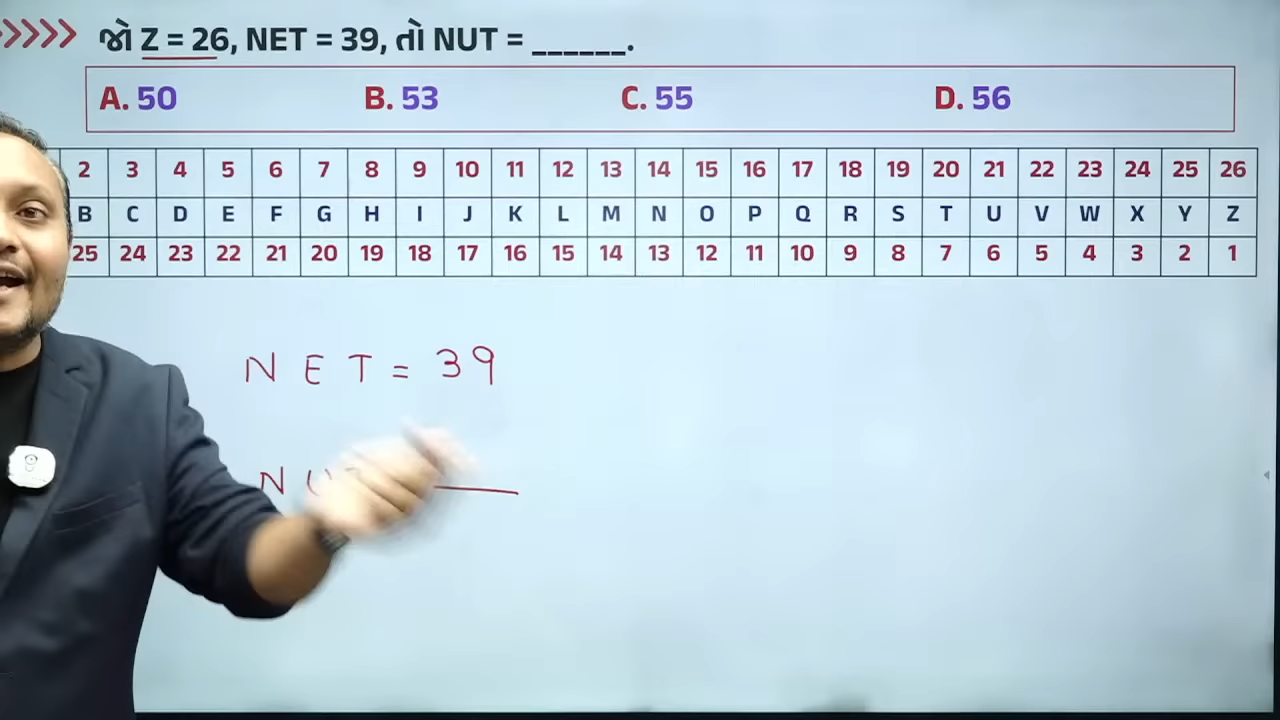 જો Z = 26, NET = 39, તો NUT = ______.
A. 50 B. 53 C. 55 D. 56
2 3 4 5 6 7 8 9 10 11 12 13 14 15 16 17 18 19 20 21 22 23 24 25 26
B C D E F G H I J K L M N O P Q R S T U V W X Y Z
25 24 23 22 21 20 19 18 17 16 15 14 13 12 11 10 9 8 7 6 5 4 3 2 1
N E T = 39
N U